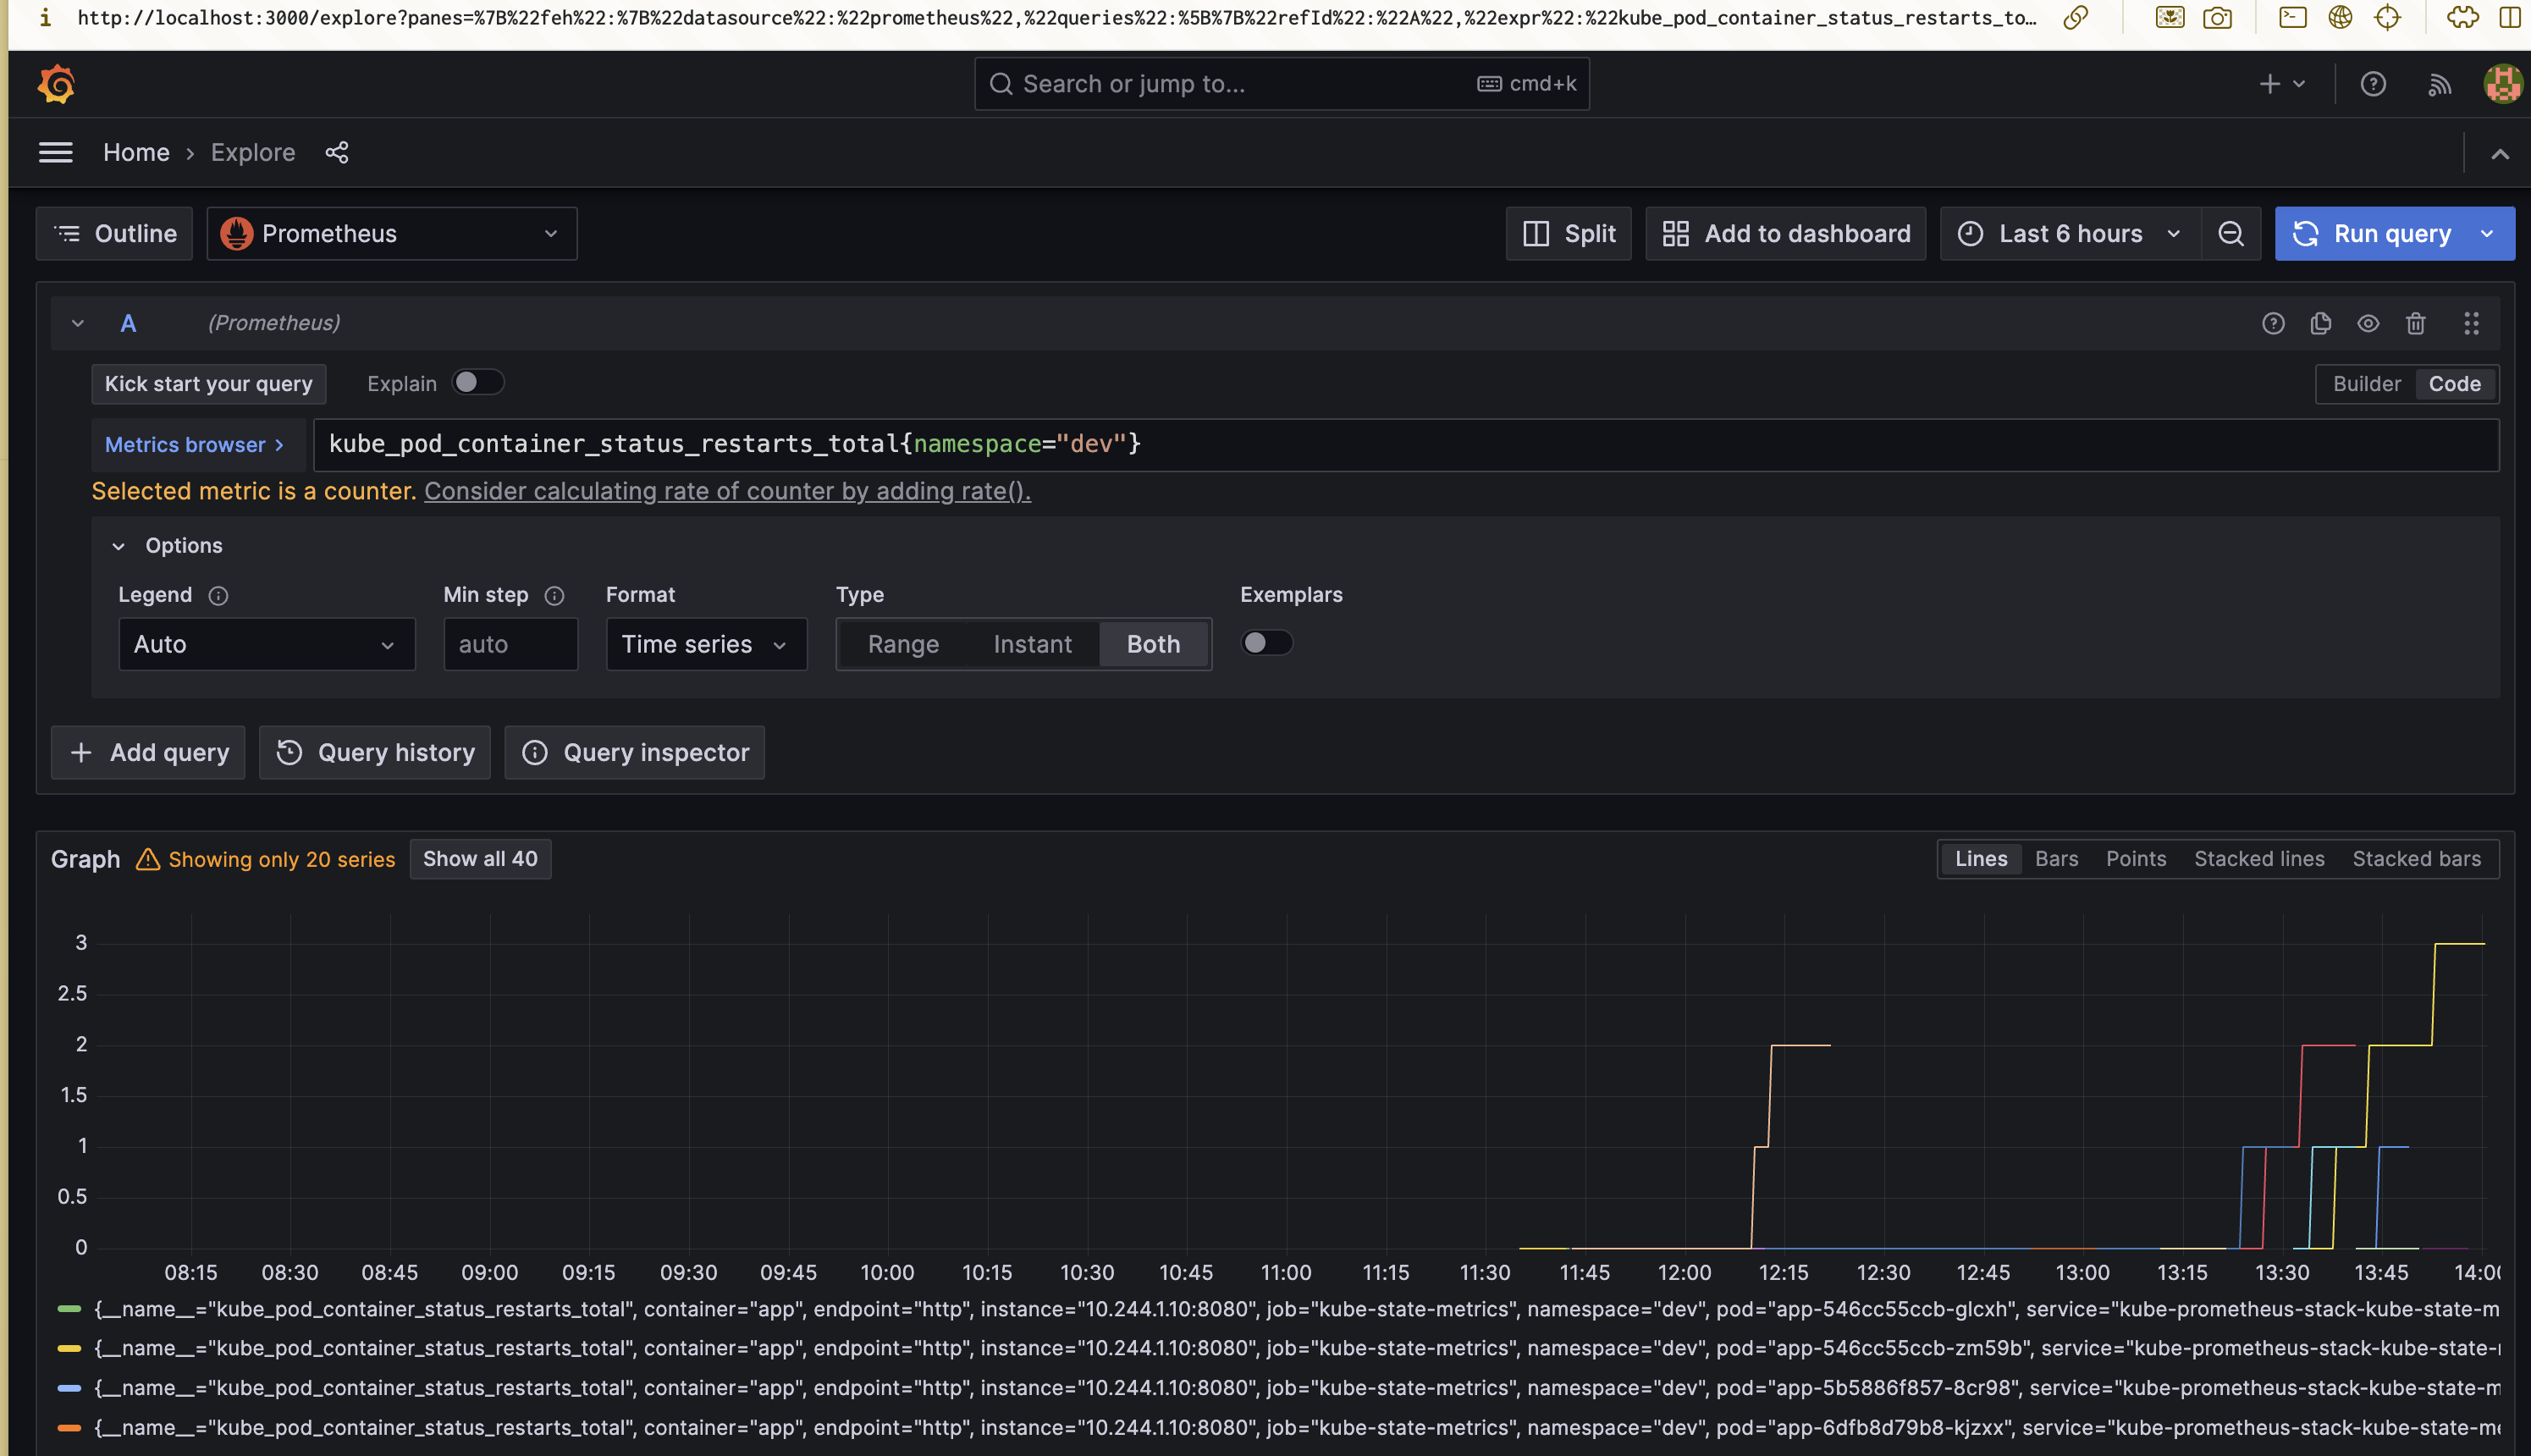 http://localhost:3000/explore?panes=%7B%22feh%22:%7B%22datasource%22:%22prometheus%22,%22queries%22:%5B%7B%22refId%22:%22A%22,%22expr%22:%22kube_pod_container_status_restarts_to...
Search or jump to... cmd+k
Home › Explore
Outline Prometheus Split Add to dashboard Last 6 hours Run query
A (Prometheus)
Kick start your query Explain Builder Code
Metrics browser > kube_pod_container_status_restarts_total{namespace="dev"}
Selected metric is a counter. Consider calculating rate of counter by adding rate().
Options
Legend Min step Format Type Exemplars
Auto auto Time series Range Instant Both
+ Add query Query history Query inspector
Graph Showing only 20 series Show all 40 Lines Bars Points Stacked lines Stacked bars
3
2.5
2
1.5
1
0.5
0
08:15 08:30 08:45 09:00 09:15 09:30 09:45 10:00 10:15 10:30 10:45 11:00 11:15 11:30 11:45 12:00 12:15 12:30 12:45 13:00 13:15 13:30 13:45 14:00
{__name__="kube_pod_container_status_restarts_total", container="app", endpoint="http", instance="10.244.1.10:8080", job="kube-state-metrics", namespace="dev", pod="app-546cc55ccb-glcxh", service="kube-prometheus-stack-kube-state-m
{__name__="kube_pod_container_status_restarts_total", container="app", endpoint="http", instance="10.244.1.10:8080", job="kube-state-metrics", namespace="dev", pod="app-546cc55ccb-zm59b", service="kube-prometheus-stack-kube-state-
{__name__="kube_pod_container_status_restarts_total", container="app", endpoint="http", instance="10.244.1.10:8080", job="kube-state-metrics", namespace="dev", pod="app-5b5886f857-8cr98", service="kube-prometheus-stack-kube-state-m
{__name__="kube_pod_container_status_restarts_total", container="app", endpoint="http", instance="10.244.1.10:8080", job="kube-state-metrics", namespace="dev", pod="app-6dfb8d79b8-kjzxx", service="kube-prometheus-stack-kube-state-me